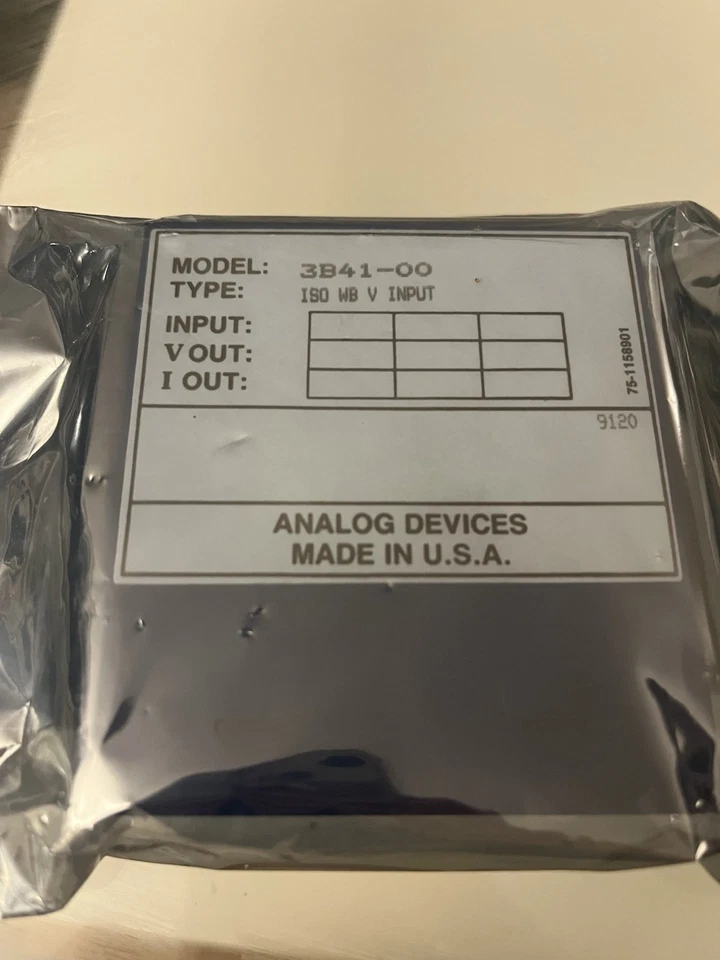 MODEL: 3B41-00
TYPE: ISO WB V INPUT
INPUT:
V OUT:
I OUT:
75-1158901
9120
ANALOG DEVICES
MADE IN U.S.A.